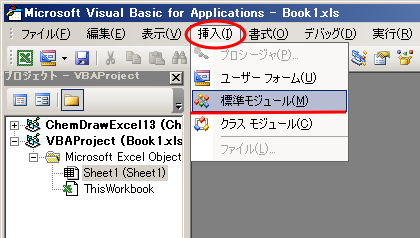 Microsoft Visual Basic for Applications - Book1.xls
ファイル(F) 編集(E) 表示(V) 挿入(I) 書式(O) デバッグ(D) 実行(R)
プロシージャ(P)...
ユーザー フォーム(U)
標準モジュール(M)
クラス モジュール(C)
ファイル(L)...
プロジェクト - VBAProject
ChemDrawExcel13 (Ch
VBAProject (Book1.xls
Microsoft Excel Object
Sheet1 (Sheet1)
ThisWorkbook